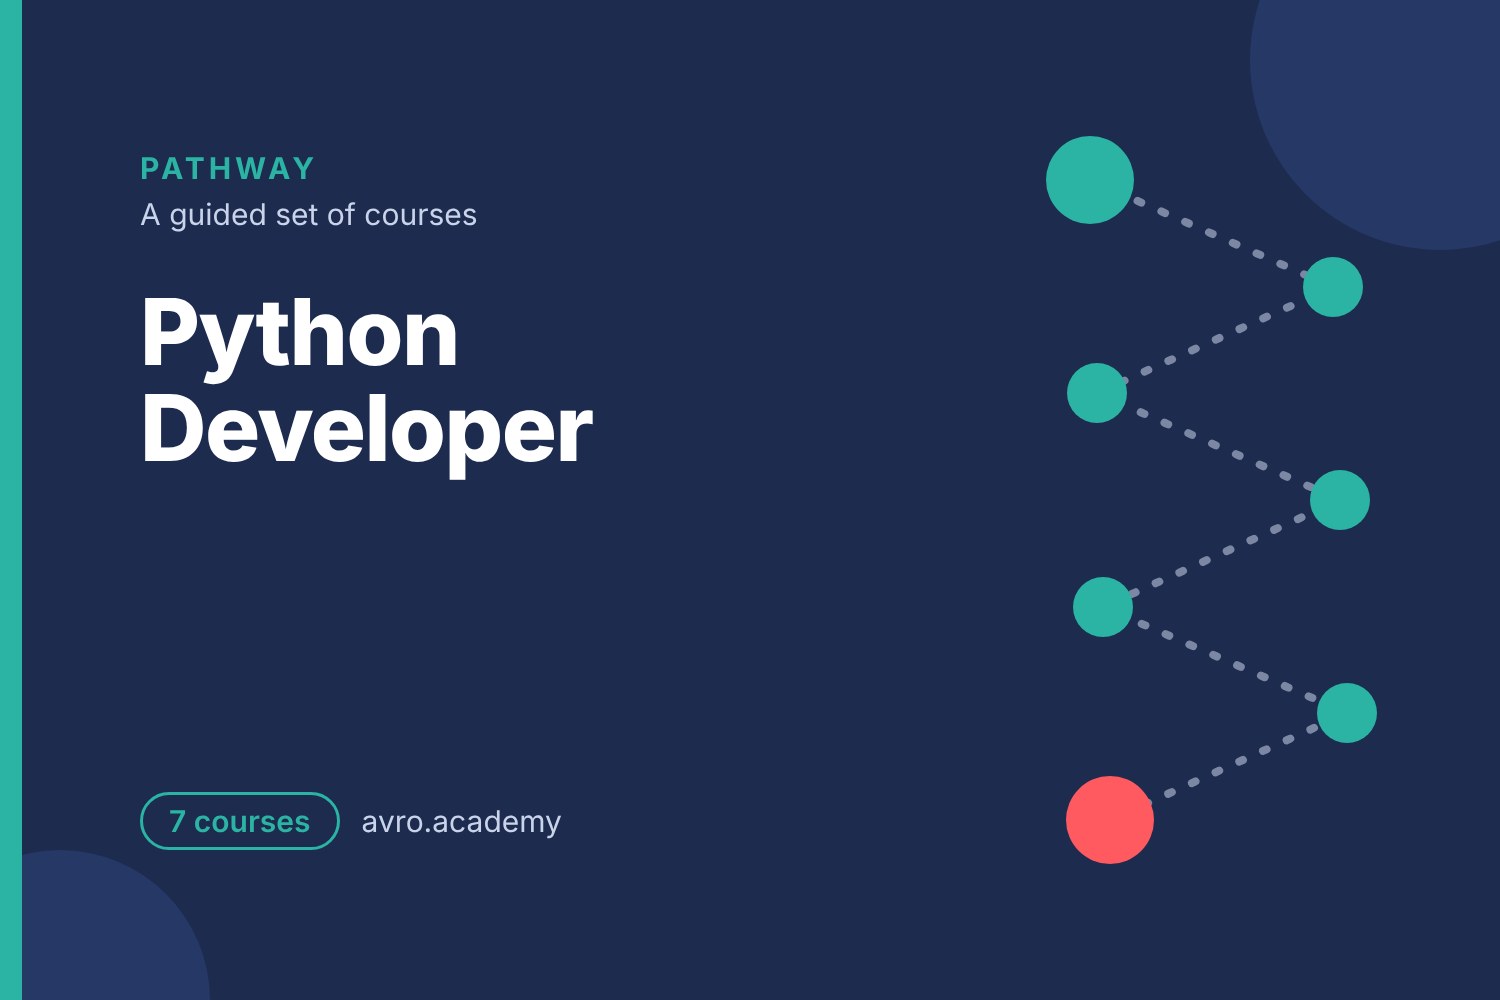 PATHWAY
A guided set of courses
Python
Developer
7 courses
avro.academy